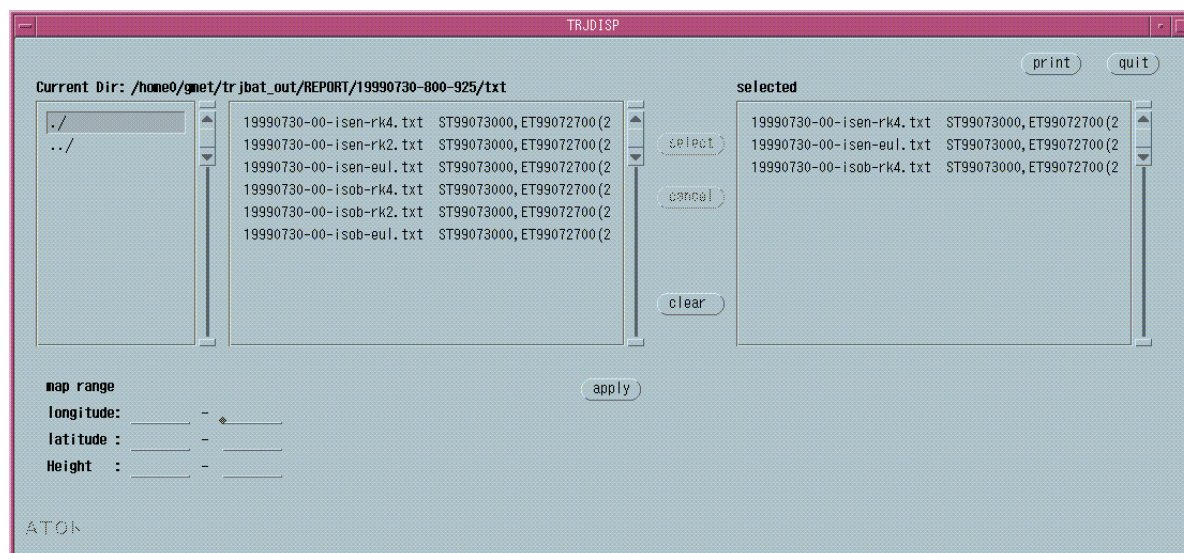 TRJDISP
print quit
Current Dir: /home0/gmet/trjbat_out/REPORT/19990730-800-925/txt
selected
./
../
19990730-00-isen-rk4.txt ST99073000,ET99072700(2
19990730-00-isen-rk2.txt ST99073000,ET99072700(2
19990730-00-isen-eul.txt ST99073000,ET99072700(2
19990730-00-isob-rk4.txt ST99073000,ET99072700(2
19990730-00-isob-rk2.txt ST99073000,ET99072700(2
19990730-00-isob-eul.txt ST99073000,ET99072700(2
select
cancel
clear
19990730-00-isen-rk4.txt ST99073000,ET99072700(2
19990730-00-isen-eul.txt ST99073000,ET99072700(2
19990730-00-isob-rk4.txt ST99073000,ET99072700(2
map range
apply
longitude: -
latitude : -
Height : -
ATOK